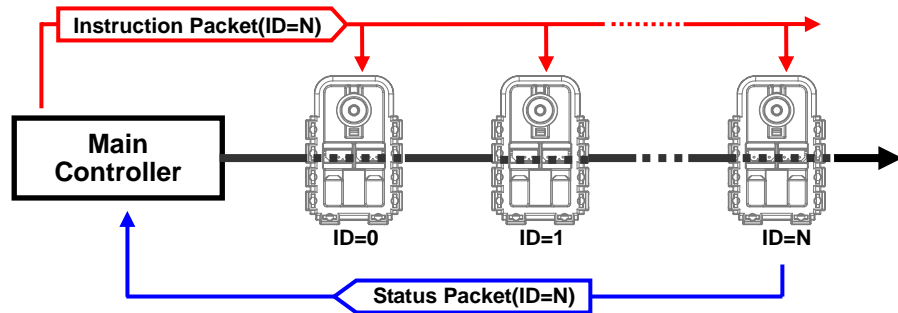 Instruction Packet(ID=N)
Main
Controller
ID=0
ID=1
ID=N
Status Packet(ID=N)